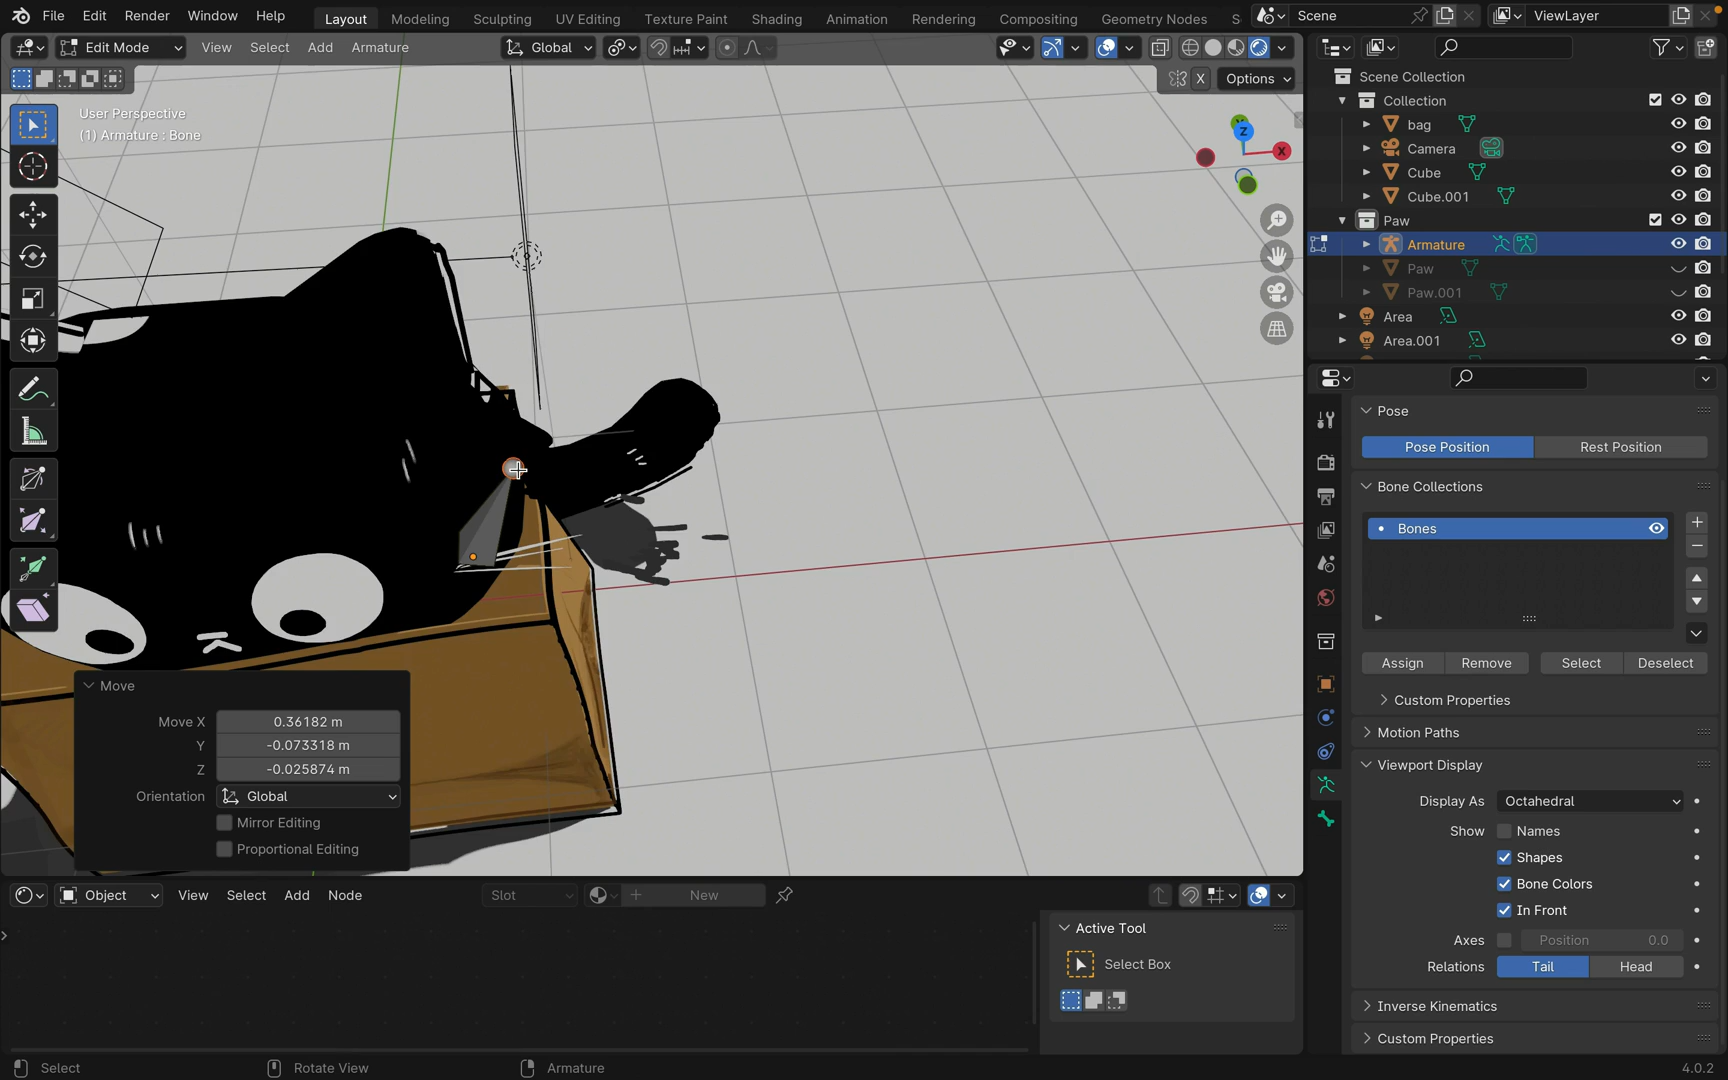 File Edit Render Window Help Layout Modeling Sculpting UV Editing Texture Paint Shading Animation Rendering Compositing Geometry Nodes S Scene ViewLayer
Edit Mode View Select Add Armature Global
X Options
User Perspective
(1) Armature : Bone
Z
X
Scene Collection
Collection
bag
Camera
Cube
Cube.001
Paw
Armature
Paw
Paw.001
Area
Area.001
Pose
Pose Position Rest Position
Bone Collections
Bones
Assign Remove Select Deselect
Custom Properties
Motion Paths
Viewport Display
Display As Octahedral
Show Names
Shapes
Bone Colors
In Front
Axes Position 0.0
Relations Tail Head
Inverse Kinematics
Custom Properties
Move
Move X 0.36182 m
Y -0.073318 m
Z -0.025874 m
Orientation Global
Mirror Editing
Proportional Editing
Object View Select Add Node Slot New
Active Tool
Select Box
Select Rotate View Armature 4.0.2